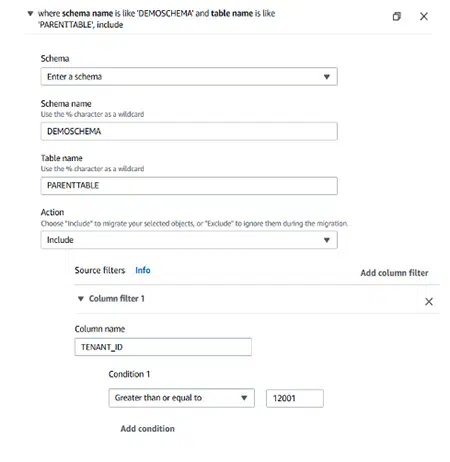 where schema name is like 'DEMOSCHEMA' and table name is like
'PARENTTABLE', include
Schema
Enter a schema
Schema name
Use the % character as a wildcard
DEMOSCHEMA
Table name
Use the % character as a wildcard
PARENTTABLE
Action
Choose "Include" to migrate your selected objects, or "Exclude" to ignore them during the migration.
Include
Source filters Info Add column filter
Column filter 1
Column name
TENANT_ID
Condition 1
Greater than or equal to 12001
Add condition